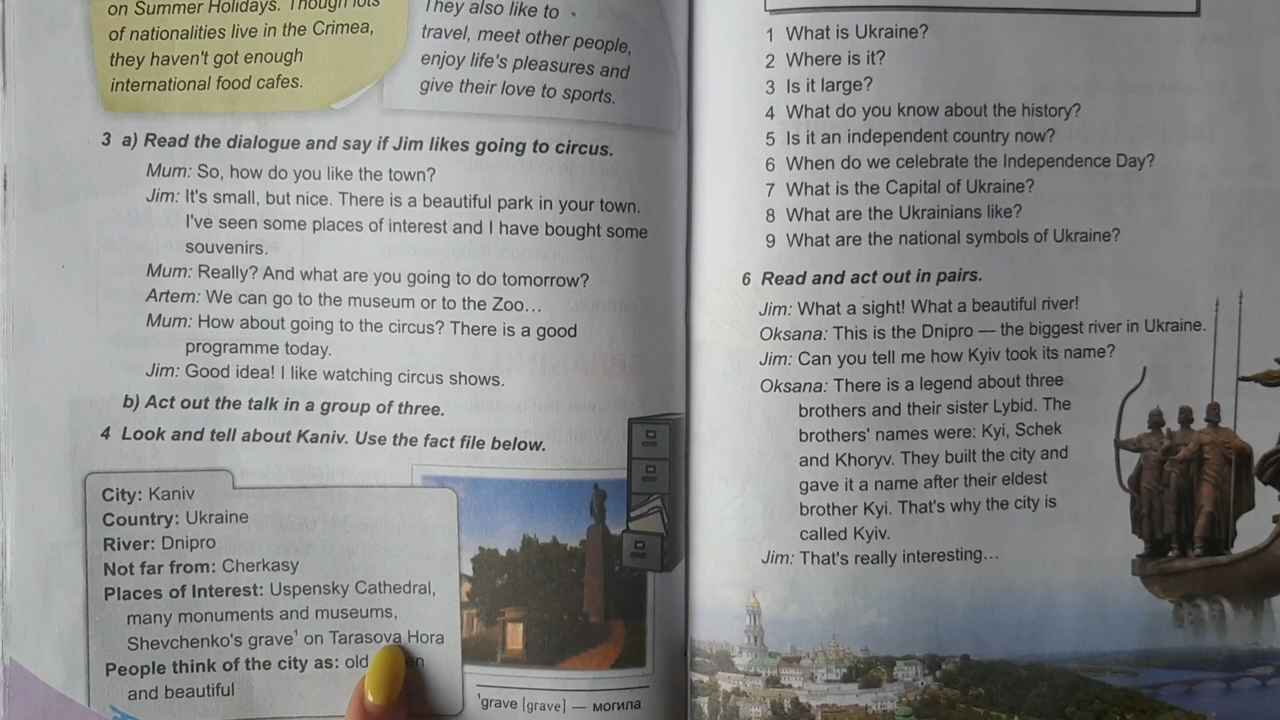 on Summer Holidays. Though lots
of nationalities live in the Crimea,
they haven't got enough
international food cafes.
They also like to
travel, meet other people,
enjoy life's pleasures and
give their love to sports.
3 a) Read the dialogue and say if Jim likes going to circus.
Mum: So, how do you like the town?
Jim: It's small, but nice. There is a beautiful park in your town.
I've seen some places of interest and I have bought some
souvenirs.
Mum: Really? And what are you going to do tomorrow?
Artem: We can go to the museum or to the Zoo...
Mum: How about going to the circus? There is a good
programme today.
Jim: Good idea! I like watching circus shows.
b) Act out the talk in a group of three.
4 Look and tell about Kaniv. Use the fact file below.
City: Kaniv
Country: Ukraine
River: Dnipro
Not far from: Cherkasy
Places of Interest: Uspensky Cathedral,
many monuments and museums,
Shevchenko's grave¹ on Tarasova Hora
People think of the city as: old
and beautiful
¹grave [greɪv] — могила
1 What is Ukraine?
2 Where is it?
3 Is it large?
4 What do you know about the history?
5 Is it an independent country now?
6 When do we celebrate the Independence Day?
7 What is the Capital of Ukraine?
8 What are the Ukrainians like?
9 What are the national symbols of Ukraine?
6 Read and act out in pairs.
Jim: What a sight! What a beautiful river!
Oksana: This is the Dnipro — the biggest river in Ukraine.
Jim: Can you tell me how Kyiv took its name?
Oksana: There is a legend about three
brothers and their sister Lybid. The
brothers' names were: Kyi, Schek
and Khoryv. They built the city and
gave it a name after their eldest
brother Kyi. That's why the city is
called Kyiv.
Jim: That's really interesting...